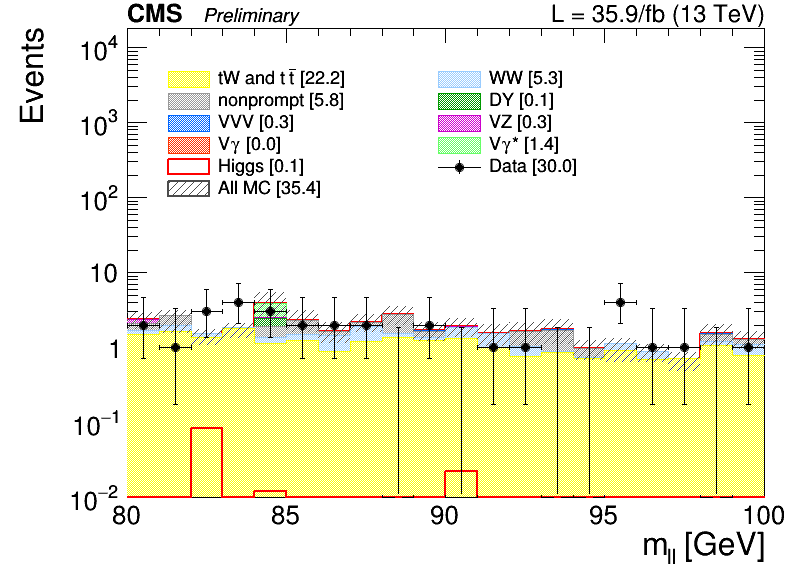 CMS Preliminary L = 35.9/fb (13 TeV)
Events
10⁴
10³
10²
10
1
10⁻¹
10⁻²
tW and t t̄ [22.2]
nonprompt [5.8]
VVV [0.3]
Vγ [0.0]
Higgs [0.1]
All MC [35.4]
WW [5.3]
DY [0.1]
VZ [0.3]
Vγ* [1.4]
Data [30.0]
80 85 90 95 100
m_ll [GeV]